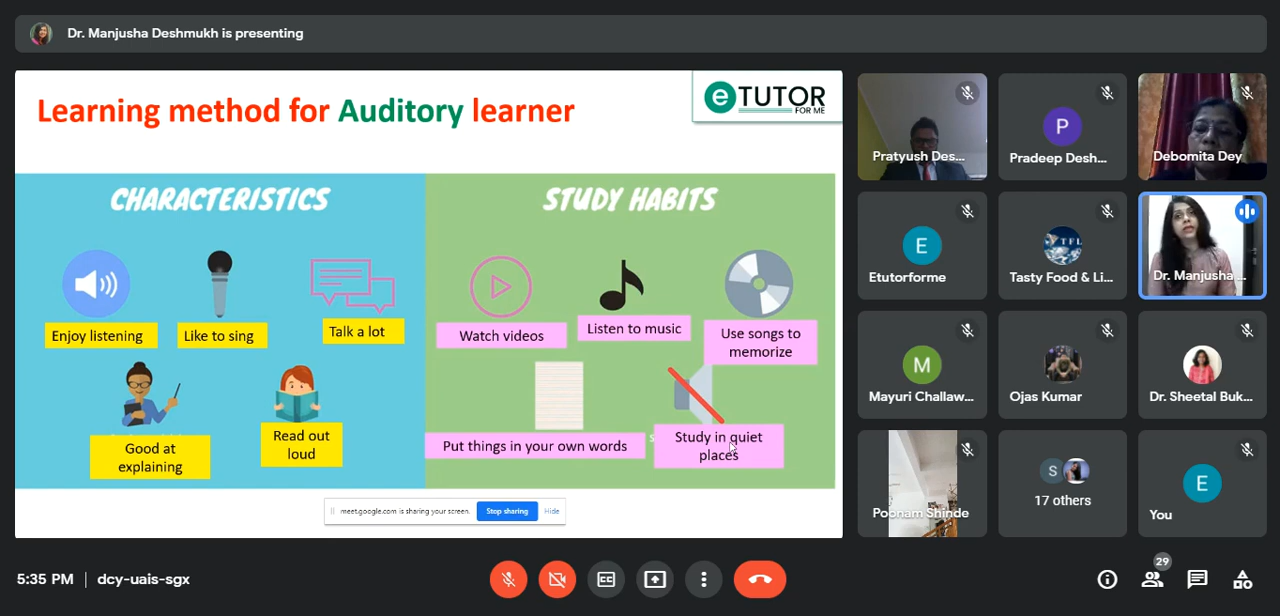 Dr. Manjusha Deshmukh is presenting
Learning method for Auditory learner
e TUTOR
FOR ME
CHARACTERISTICS
STUDY HABITS
Enjoy listening
Like to sing
Talk a lot
Watch videos
Listen to music
Use songs to
memorize
Good at
explaining
Read out
loud
Put things in your own words
s
Study in quiet
places
meet.google.com is sharing your screen.
Stop sharing
Hide
Pratyush Des...
P
Pradeep Desh...
Debomita Dey
E
Etutorforme
TFL
Tasty Food & Li...
Dr. Manjusha ...
M
Mayuri Challaw...
Ojas Kumar
Dr. Sheetal Buk...
Poonam Shinde
S
17 others
E
You
5:35 PM | dcy-uais-sgx
CC
29